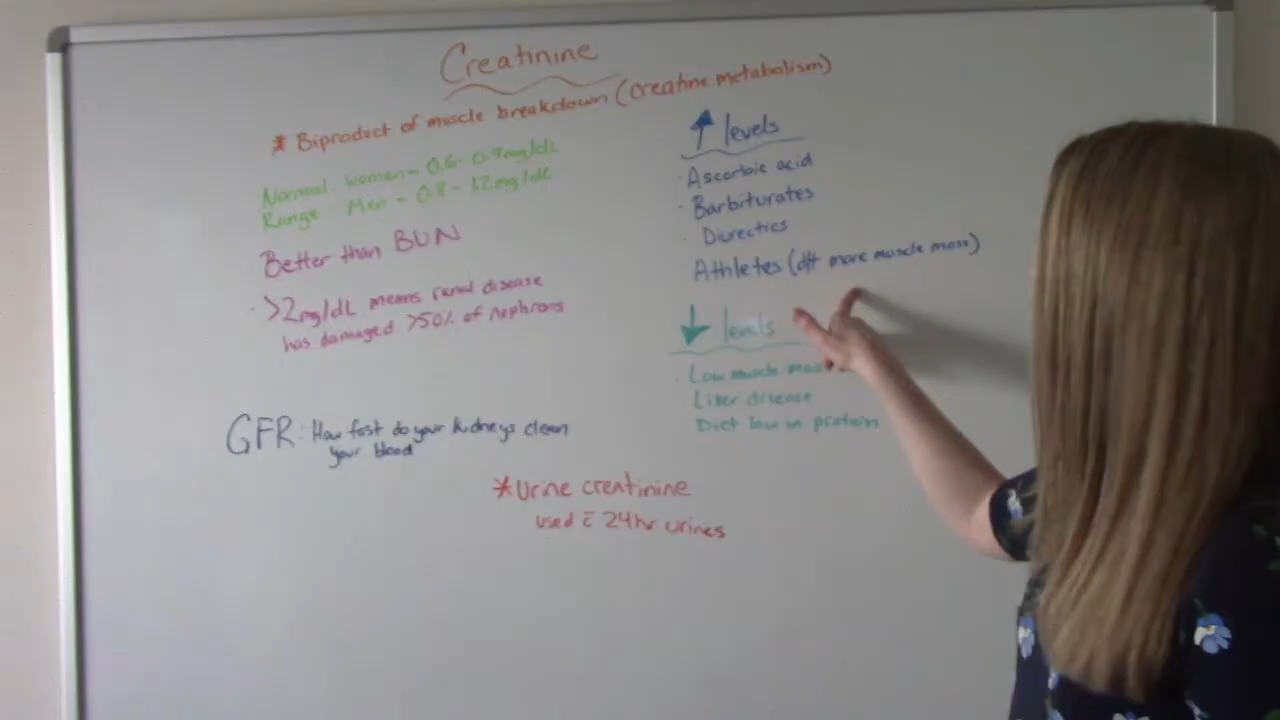 Creatinine
* Biproduct of muscle breakdown (creatine metabolism)
Normal women - 0.6 - 0.9mg/dL
Range Men - 0.8 - 1.2mg/dL
Better than BUN
· >2mg/dL means renal disease
has damaged >50% of nephrons
GFR: How fast do your kidneys clean
your blood
↑ levels
· Ascorbic acid
· Barbiturates
· Diurectics
Athletes (d/t more muscle mass)
↓ levels
· Low muscle
· Liver disease
Diet low in protein
*Urine creatinine
used c̄ 24hr urines